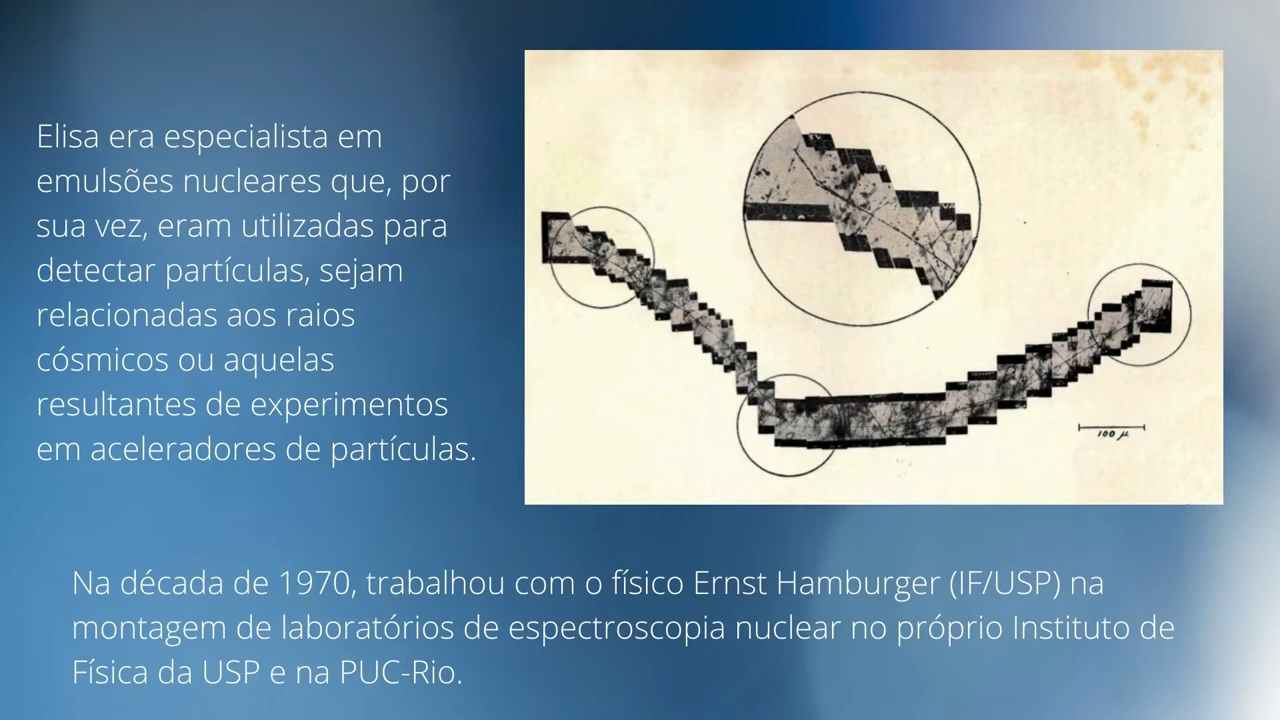 Elisa era especialista em
emulsões nucleares que, por
sua vez, eram utilizadas para
detectar partículas, sejam
relacionadas aos raios
cósmicos ou aquelas
resultantes de experimentos
em aceleradores de partículas.
100 μ
Na década de 1970, trabalhou com o físico Ernst Hamburger (IF/USP) na
montagem de laboratórios de espectroscopia nuclear no próprio Instituto de
Física da USP e na PUC-Rio.